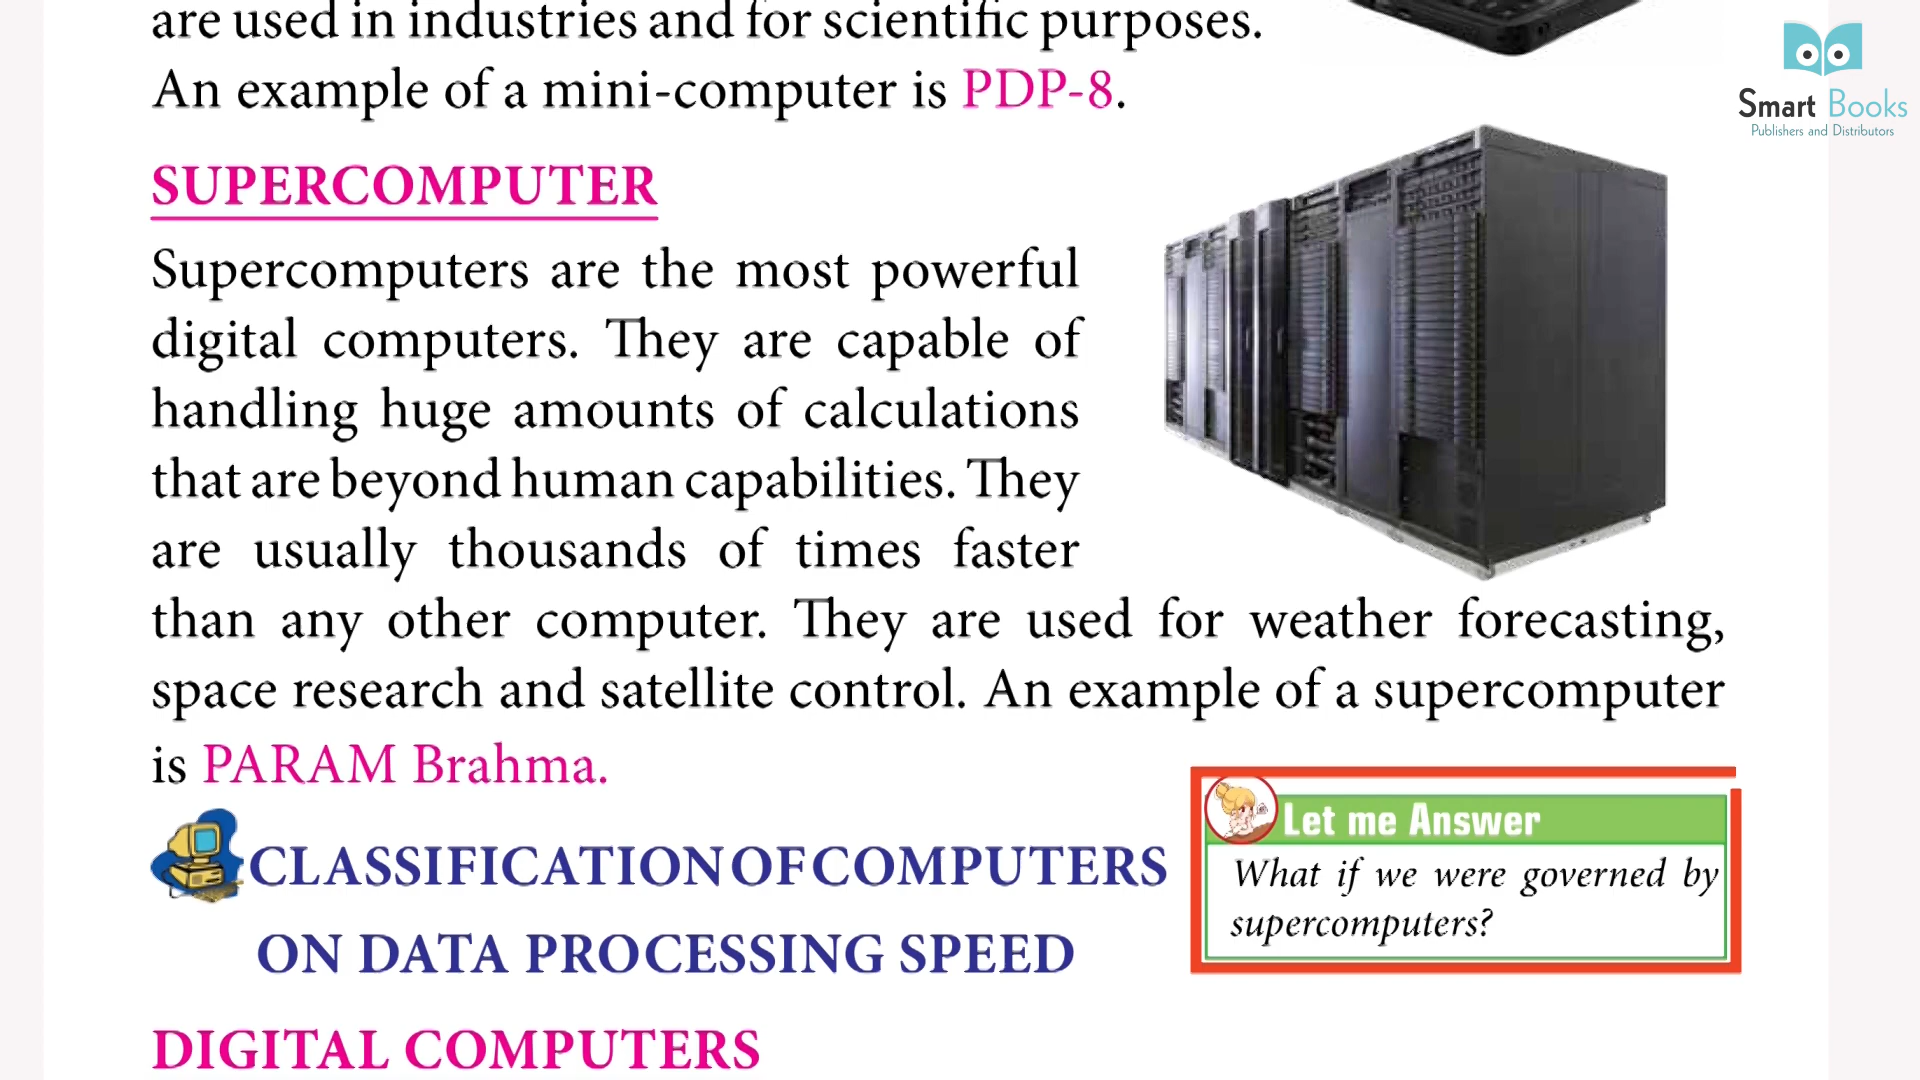 are used in industries and for scientific purposes.
An example of a mini-computer is PDP-8.
Smart Books
Publishers and Distributors
SUPERCOMPUTER
Supercomputers are the most powerful
digital computers. They are capable of
handling huge amounts of calculations
that are beyond human capabilities. They
are usually thousands of times faster
than any other computer. They are used for weather forecasting,
space research and satellite control. An example of a supercomputer
is PARAM Brahma.
CLASSIFICATION OF COMPUTERS
ON DATA PROCESSING SPEED
Let me Answer
What if we were governed by
supercomputers?
DIGITAL COMPUTERS